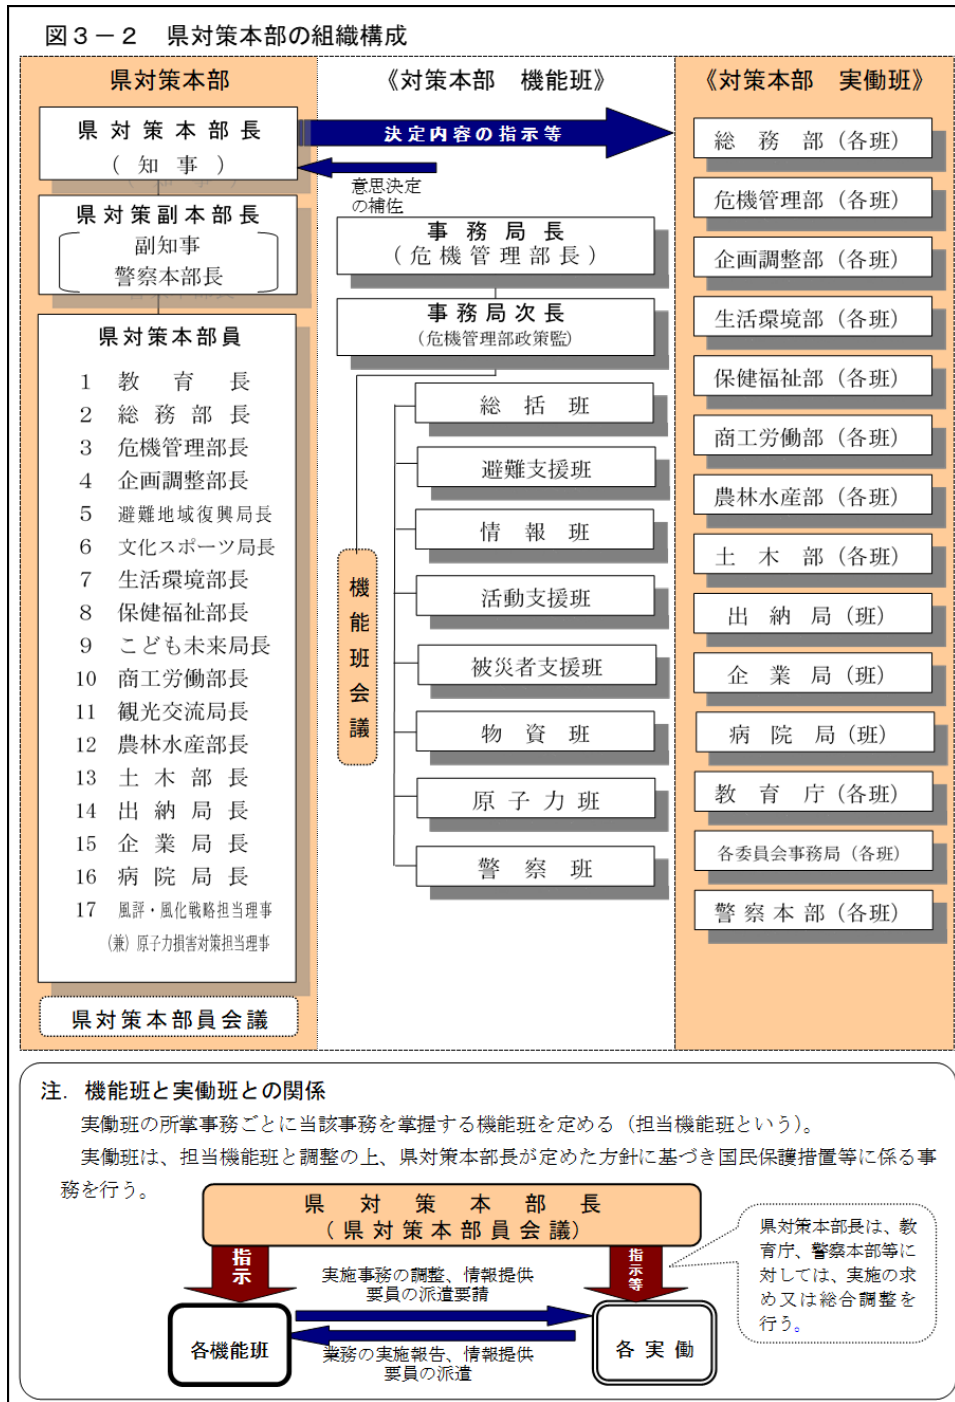 図３－２　県対策本部の組織構成
県対策本部
県対策本部長
（知事）
県対策副本部長
副知事
警察本部長
県対策本部員
1 教育長
2 総務部長
3 危機管理部長
4 企画調整部長
5 避難地域復興局長
6 文化スポーツ局長
7 生活環境部長
8 保健福祉部長
9 こども未来局長
10 商工労働部長
11 観光交流局長
12 農林水産部長
13 土木部長
14 出納局長
15 企業局長
16 病院局長
17 風評・風化戦略担当理事
（兼）原子力損害対策担当理事
県対策本部員会議
《対策本部　機能班》
決定内容の指示等
意思決定
の補佐
事務局長
（危機管理部長）
事務局次長
（危機管理部政策監）
機能班会議
総括班
避難支援班
情報班
活動支援班
被災者支援班
物資班
原子力班
警察班
《対策本部　実働班》
総務部（各班）
危機管理部（各班）
企画調整部（各班）
生活環境部（各班）
保健福祉部（各班）
商工労働部（各班）
農林水産部（各班）
土木部（各班）
出納局（班）
企業局（班）
病院局（班）
教育庁（各班）
各委員会事務局（各班）
警察本部（各班）
注．機能班と実働班との関係
実働班の所掌事務ごとに当該事務を掌握する機能班を定める（担当機能班という）。
実働班は、担当機能班と調整の上、県対策本部長が定めた方針に基づき国民保護措置等に係る事
務を行う。
県対策本部長
（県対策本部員会議）
指示
指示等
実施事務の調整、情報提供
要員の派遣要請
各機能班
各実働
業務の実施報告、情報提供
要員の派遣
県対策本部長は、教
育庁、警察本部等に
対しては、実施の求
め又は総合調整を
行う。